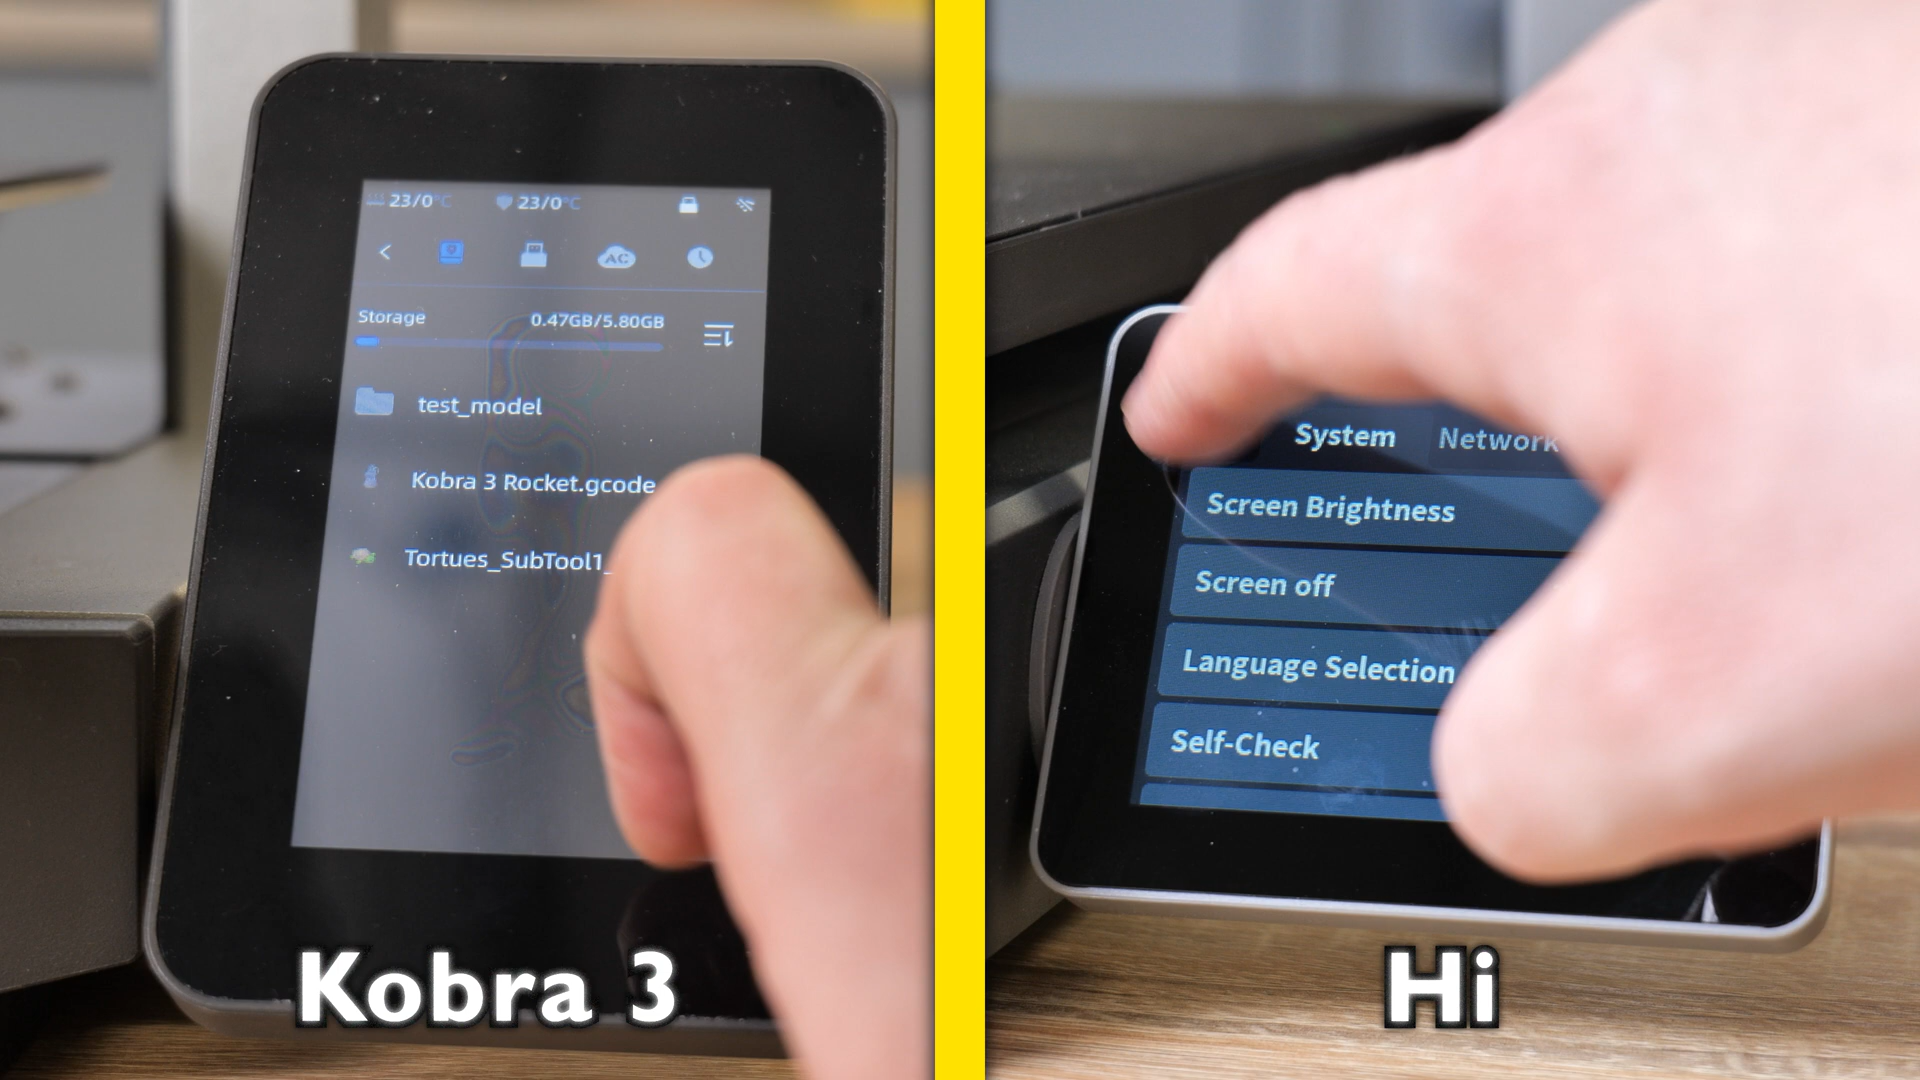 23/0°C 23/0°C
AC
Storage 0.47GB/5.80GB
test_model
Kobra 3 Rocket.gcode
Tortues_SubTool1_
Kobra 3
System Network
Screen Brightness
Screen off
Language Selection
Self-Check
Hi